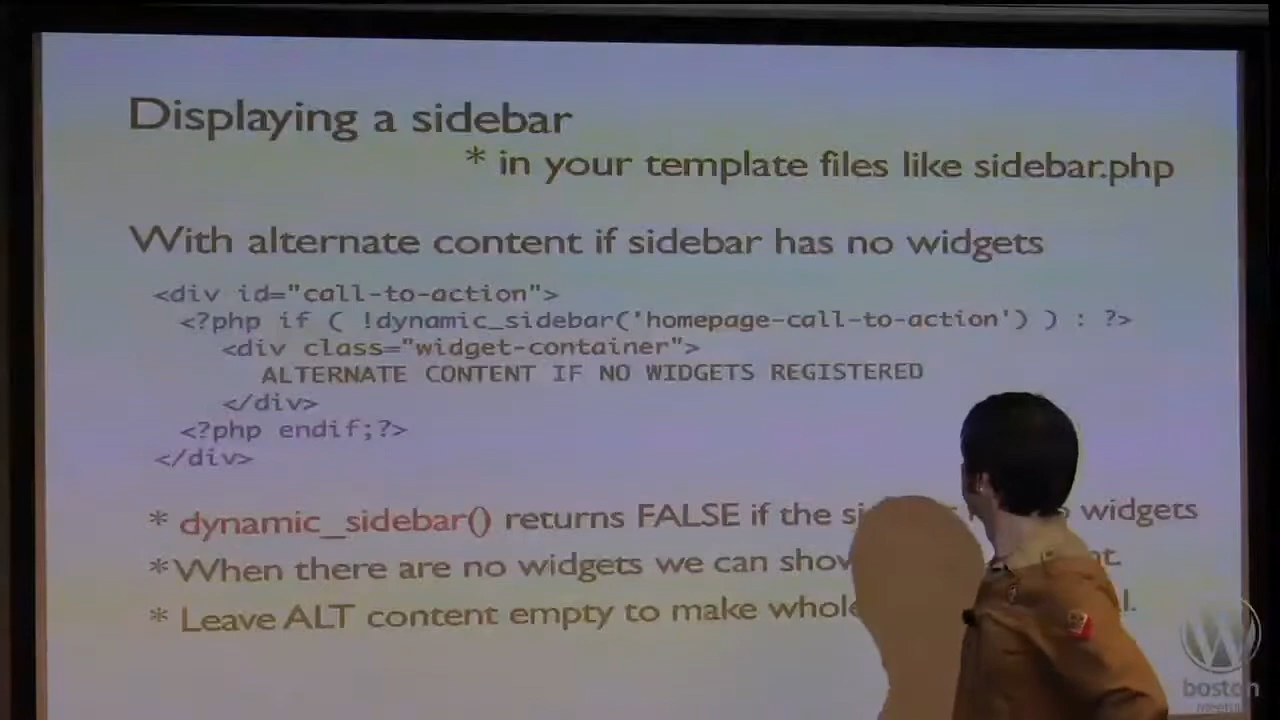 Displaying a sidebar
* in your template files like sidebar.php
With alternate content if sidebar has no widgets
<div id="call-to-action">
<?php if ( !dynamic_sidebar('homepage-call-to-action') ) : ?>
<div class="widget-container">
ALTERNATE CONTENT IF NO WIDGETS REGISTERED
</div>
<?php endif;?>
</div>
* dynamic_sidebar() returns FALSE if the widgets
* When there are no widgets we can show
* Leave ALT content empty to make whole
W
boston
meetup